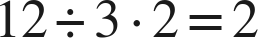 12 ÷ 3 · 2 = 2